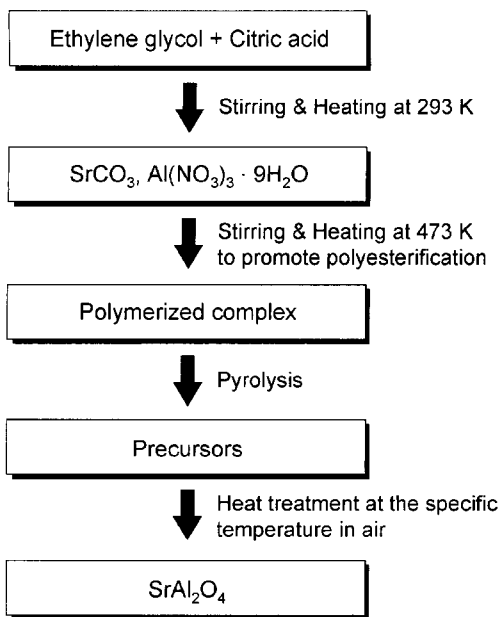 Ethylene glycol + Citric acid
Stirring & Heating at 293 K
SrCO₃, Al(NO₃)₃ · 9H₂O
Stirring & Heating at 473 K
to promote polyesterification
Polymerized complex
Pyrolysis
Precursors
Heat treatment at the specific
temperature in air
SrAl₂O₄